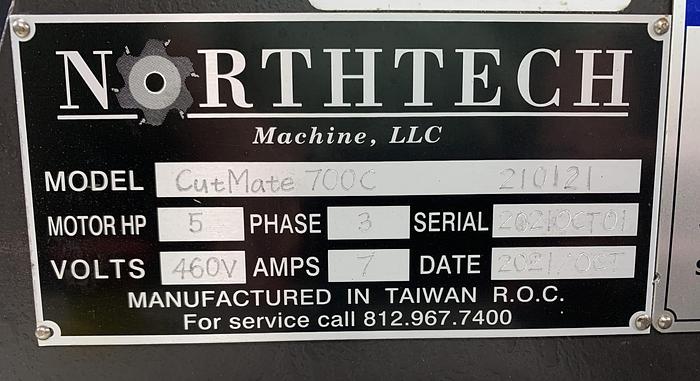 NORTHTECH
Machine, LLC
MODEL CutMate 700C 210121
MOTOR HP 5 PHASE 3 SERIAL 2021OCT01
VOLTS 460V AMPS 7 DATE 2021/OCT
MANUFACTURED IN TAIWAN R.O.C.
For service call 812.967.7400